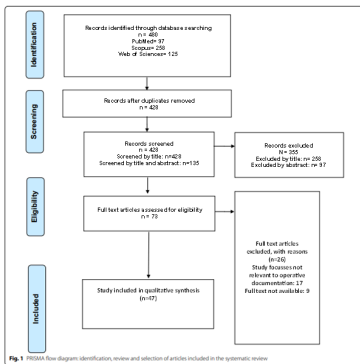 Identification
Records identified through database searching
n = 480
PubMed= 97
Scopus= 258
Web of Sciences= 125
Screening
Records after duplicates removed
n = 428
Records screened
n = 428
Screened by title: n=428
Screened by title and abstract: n=135
Records excluded
N = 355
Excluded by title: n= 258
Excluded by abstract: n= 97
Eligibility
Full text articles assessed for eligibility
n = 73
Full text articles
excluded, with reasons
(n=26)
Study focusses not
relevant to operative
documentation: 17
Full text not available: 9
Included
Study included in qualitative synthesis
(n=47)
Fig. 1 PRISMA flow diagram: identification, review and selection of articles included in the systematic review